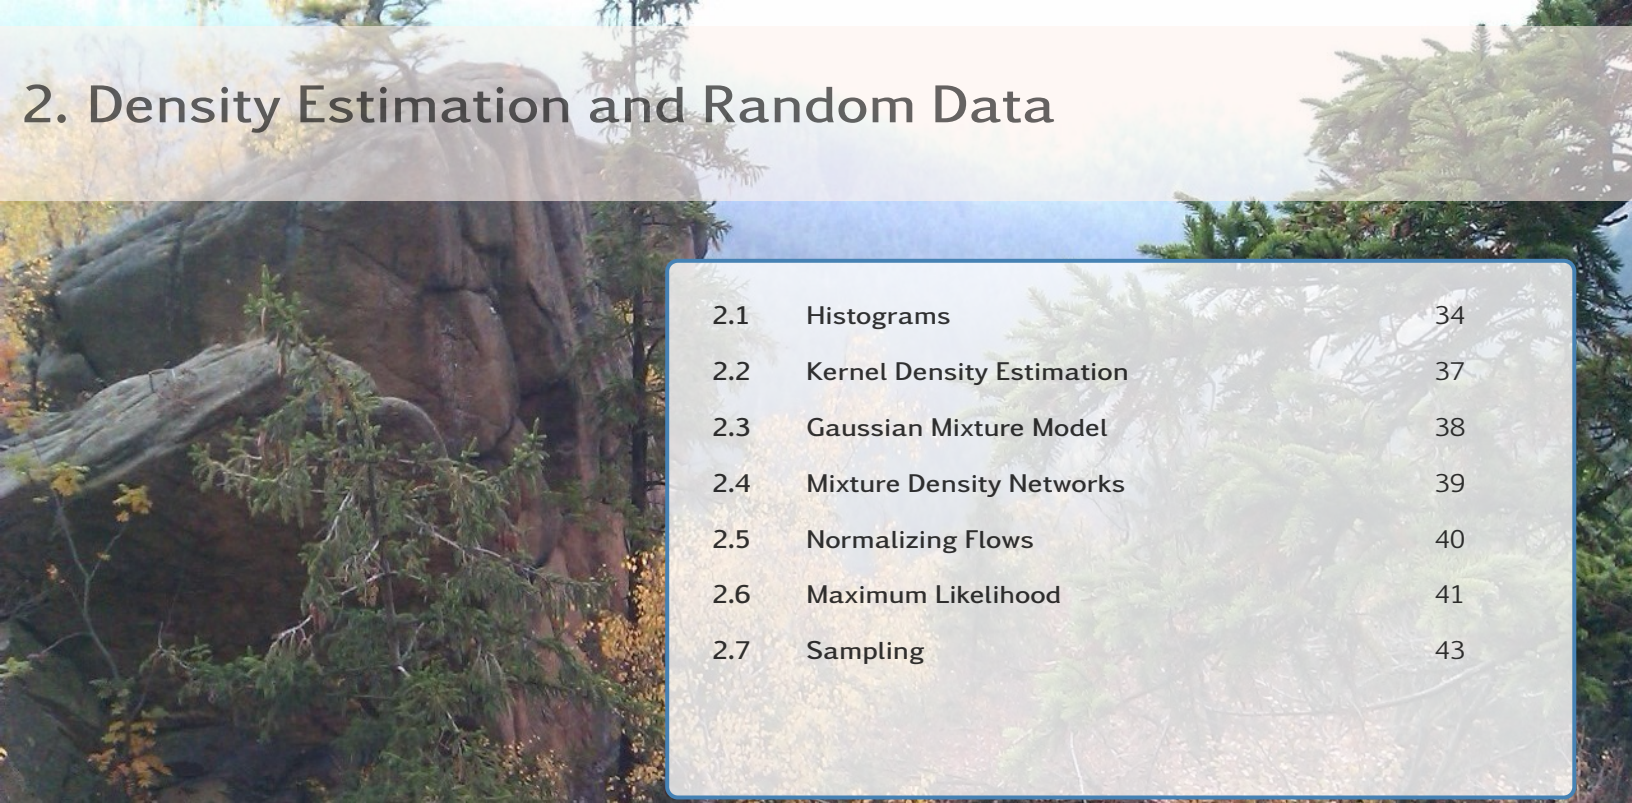 2. Density Estimation and Random Data
2.1 Histograms 34
2.2 Kernel Density Estimation 37
2.3 Gaussian Mixture Model 38
2.4 Mixture Density Networks 39
2.5 Normalizing Flows 40
2.6 Maximum Likelihood 41
2.7 Sampling 43